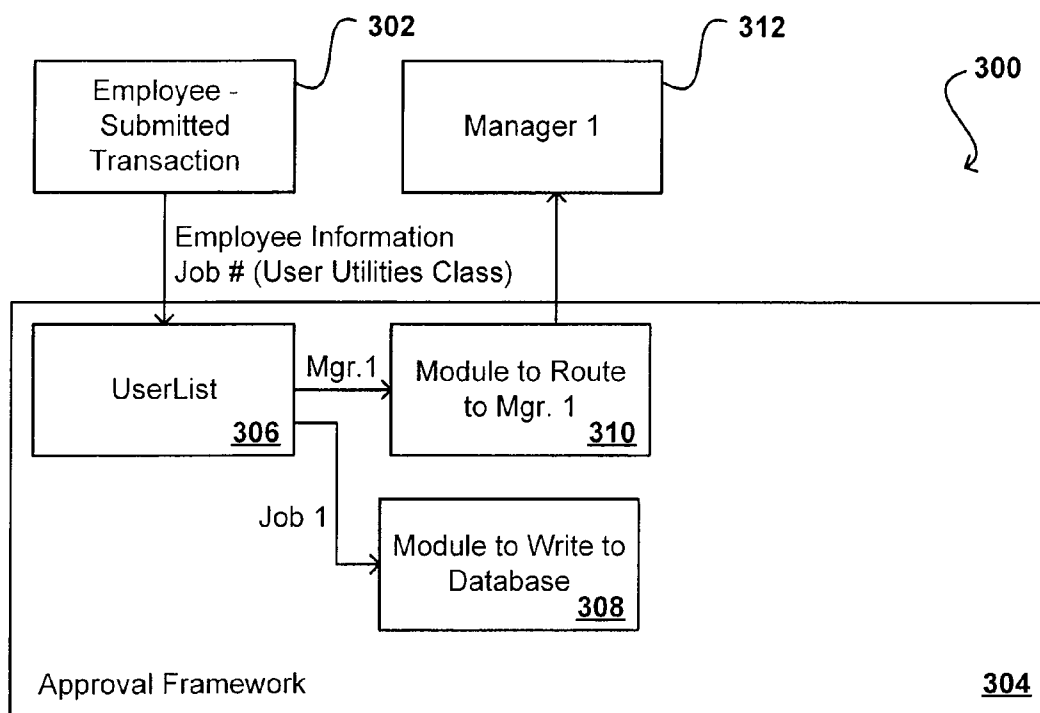 302
312
300
Employee -
Submitted
Transaction
Manager 1
Employee Information
Job # (User Utilities Class)
UserList
306
Mgr.1
Module to Route
to Mgr. 1
310
Job 1
Module to Write to
Database
308
Approval Framework
304